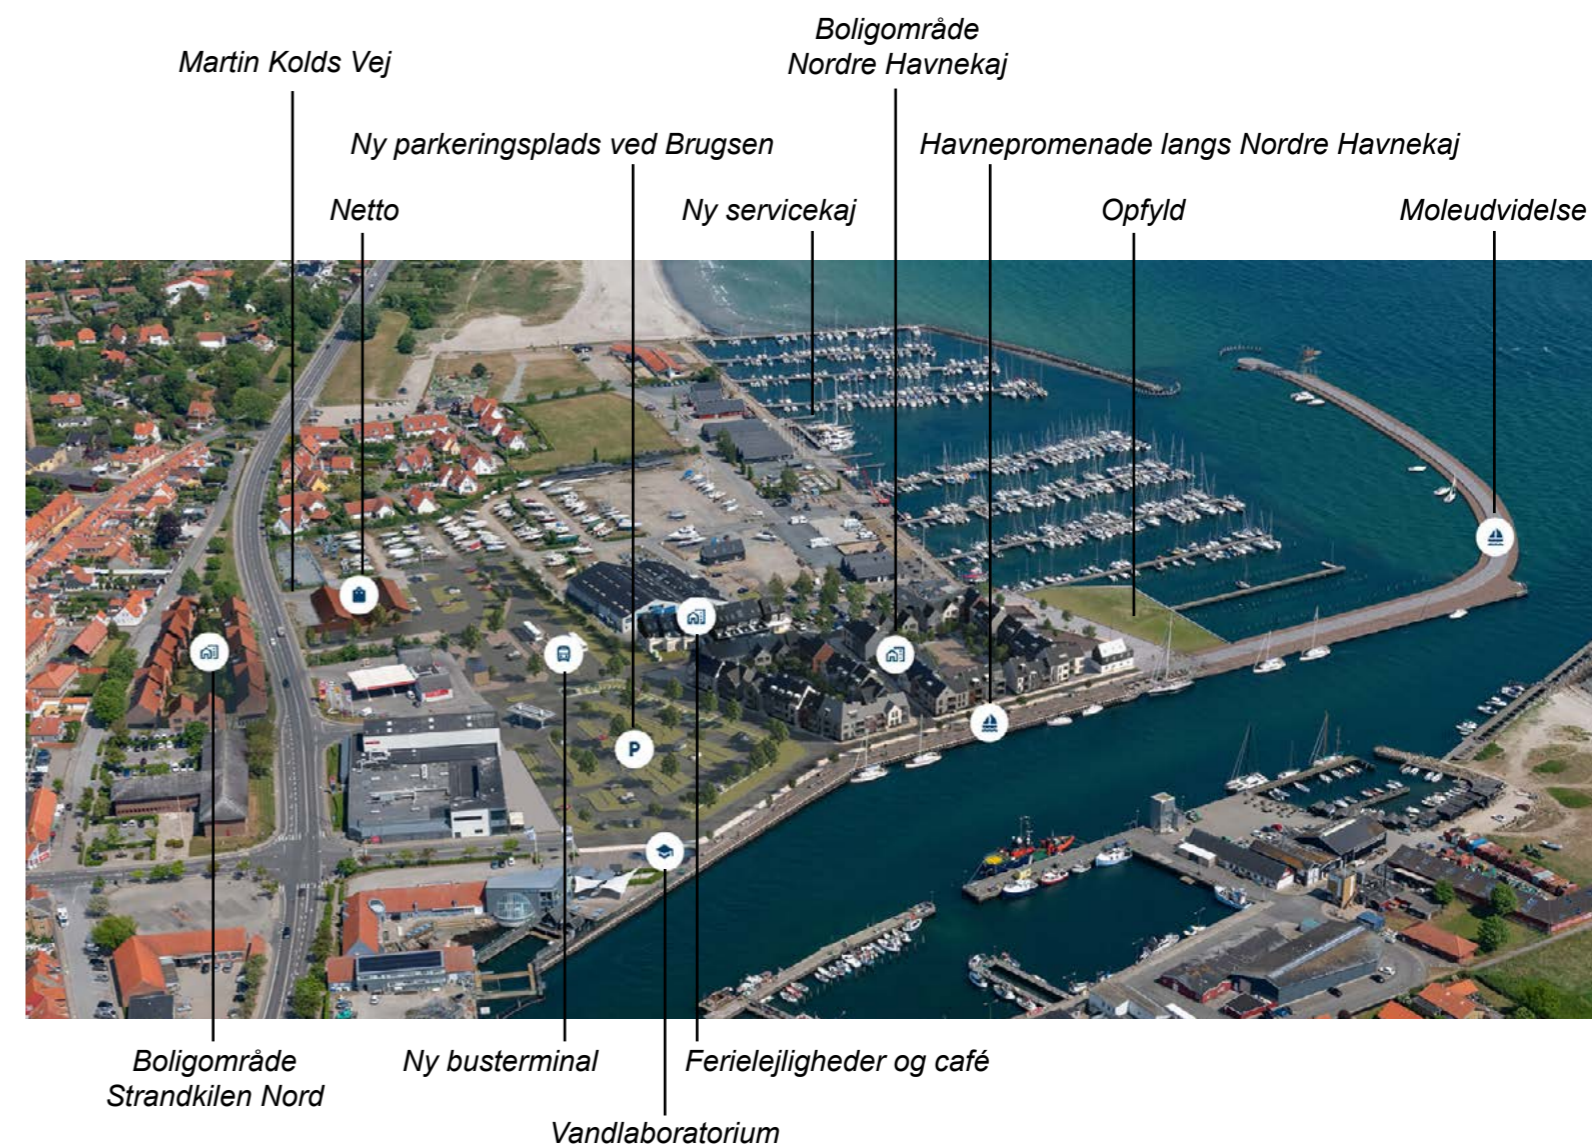 Boligområde
Nordre Havnekaj
Martin Kolds Vej
Ny parkeringsplads ved Brugsen
Havnepromenade langs Nordre Havnekaj
Netto
Ny servicekaj
Opfyld
Moleudvidelse
P
Boligområde
Strandkilen Nord
Ny busterminal
Ferielejligheder og café
Vandlaboratorium